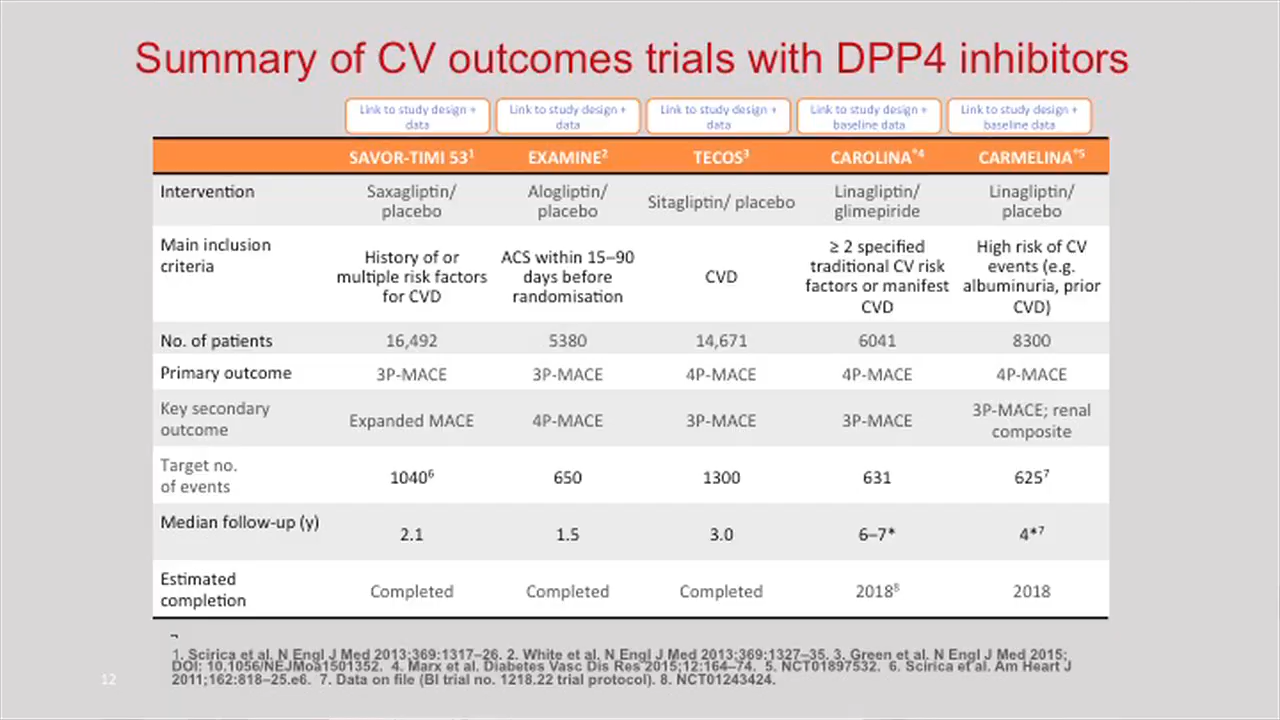 Summary of CV outcomes trials with DPP4 inhibitors
Link to study design + data
Link to study design + data
Link to study design + data
Link to study design + baseline data
Link to study design + baseline data
SAVOR-TIMI 53¹ EXAMINE² TECOS³ CAROLINA*⁴ CARMELINA*⁵
Intervention Saxagliptin/ placebo Alogliptin/ placebo Sitagliptin/ placebo Linagliptin/ glimepiride Linagliptin/ placebo
Main inclusion criteria History of or multiple risk factors for CVD ACS within 15–90 days before randomisation CVD ≥ 2 specified traditional CV risk factors or manifest CVD High risk of CV events (e.g. albuminuria, prior CVD)
No. of patients 16,492 5380 14,671 6041 8300
Primary outcome 3P-MACE 3P-MACE 4P-MACE 4P-MACE 4P-MACE
Key secondary outcome Expanded MACE 4P-MACE 3P-MACE 3P-MACE 3P-MACE; renal composite
Target no. of events 1040⁶ 650 1300 631 625⁷
Median follow-up (y) 2.1 1.5 3.0 6–7* 4*⁷
Estimated completion Completed Completed Completed 2018⁸ 2018
1. Scirica et al. N Engl J Med 2013;369:1317–26. 2. White et al. N Engl J Med 2013;369:1327–35. 3. Green et al. N Engl J Med 2015;
DOI: 10.1056/NEJMoa1501352. 4. Marx et al. Diabetes Vasc Dis Res 2015;12:164–74. 5. NCT01897532. 6. Scirica et al. Am Heart J
2011;162:818–25.e6. 7. Data on file (BI trial no. 1218.22 trial protocol). 8. NCT01243424.
12